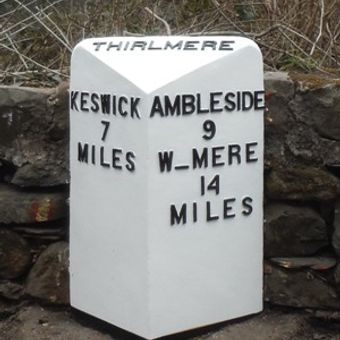 THIRLMERE
KESWICK
7
MILES
AMBLESIDE
9
W_MERE
14
MILES